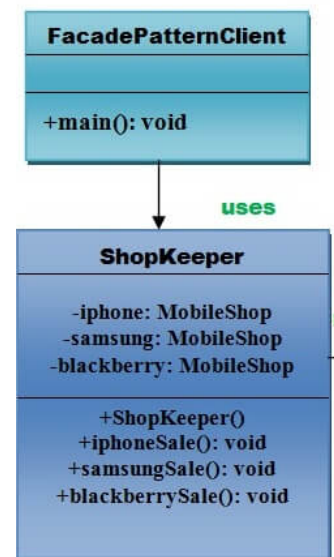 FacadePatternClient
+main(): void
uses
ShopKeeper
-iphone: MobileShop
-samsung: MobileShop
-blackberry: MobileShop
+ShopKeeper()
+iphoneSale(): void
+samsungSale(): void
+blackberrySale(): void